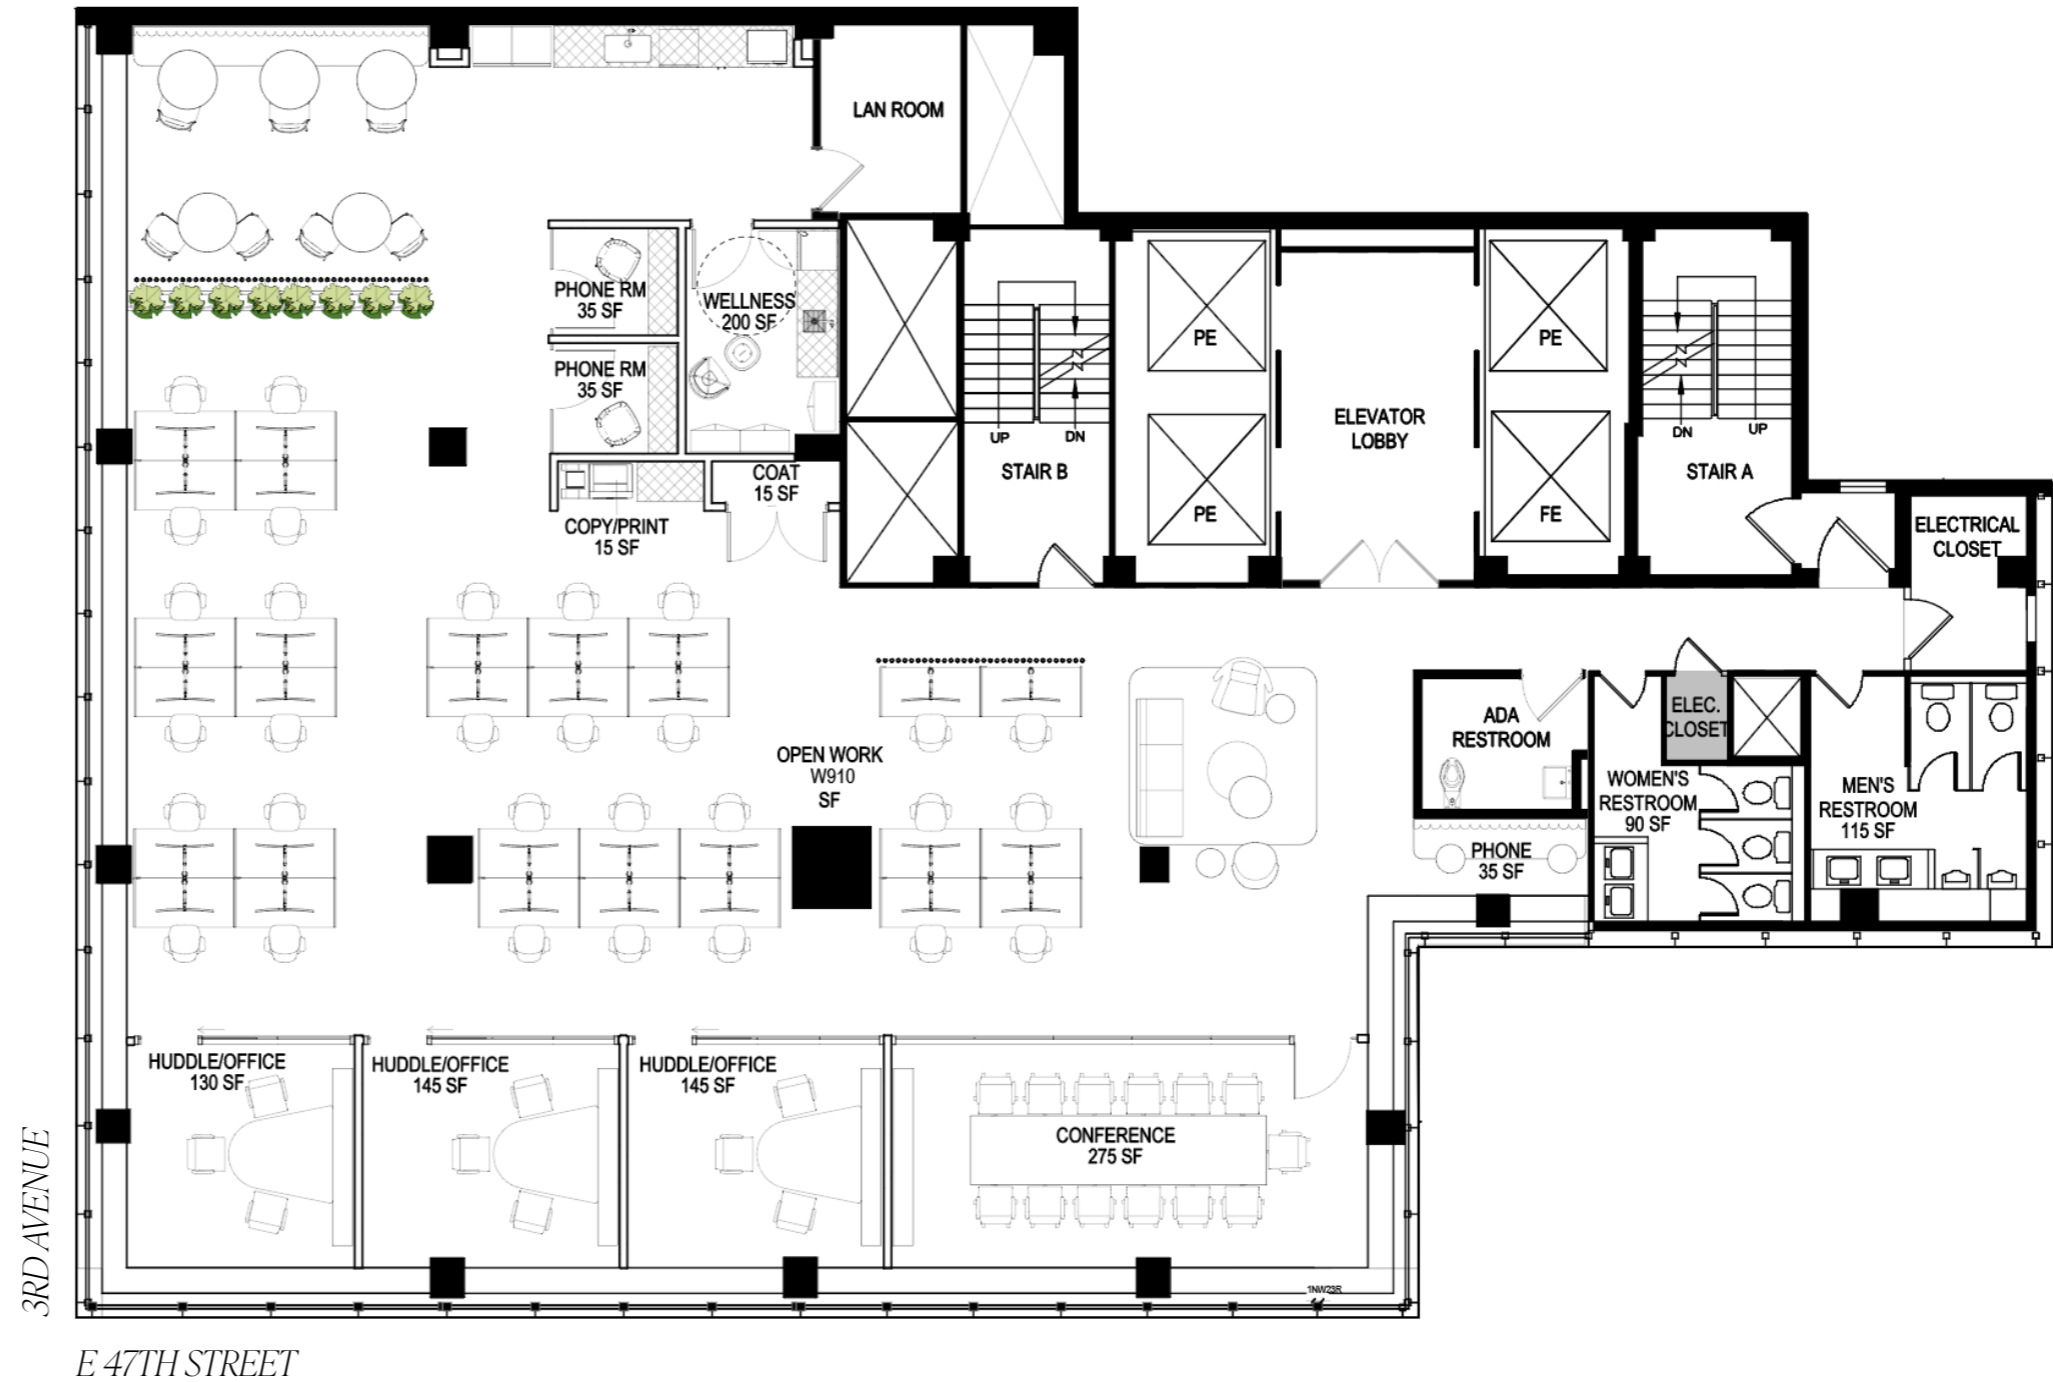 LAN ROOM
PHONE RM
35 SF
WELLNESS
200 SF
PHONE RM
35 SF
PE
PE
ELEVATOR
LOBBY
PE
FE
UP
DN
STAIR B
DN
UP
STAIR A
COAT
15 SF
COPY/PRINT
15 SF
ELECTRICAL
CLOSET
OPEN WORK
W910
SF
ADA
RESTROOM
ELEC.
CLOSET
WOMEN'S
RESTROOM
90 SF
MEN'S
RESTROOM
115 SF
PHONE
35 SF
HUDDLE/OFFICE
130 SF
HUDDLE/OFFICE
145 SF
HUDDLE/OFFICE
145 SF
CONFERENCE
275 SF
1NW23R
3RD AVENUE
E 47TH STREET